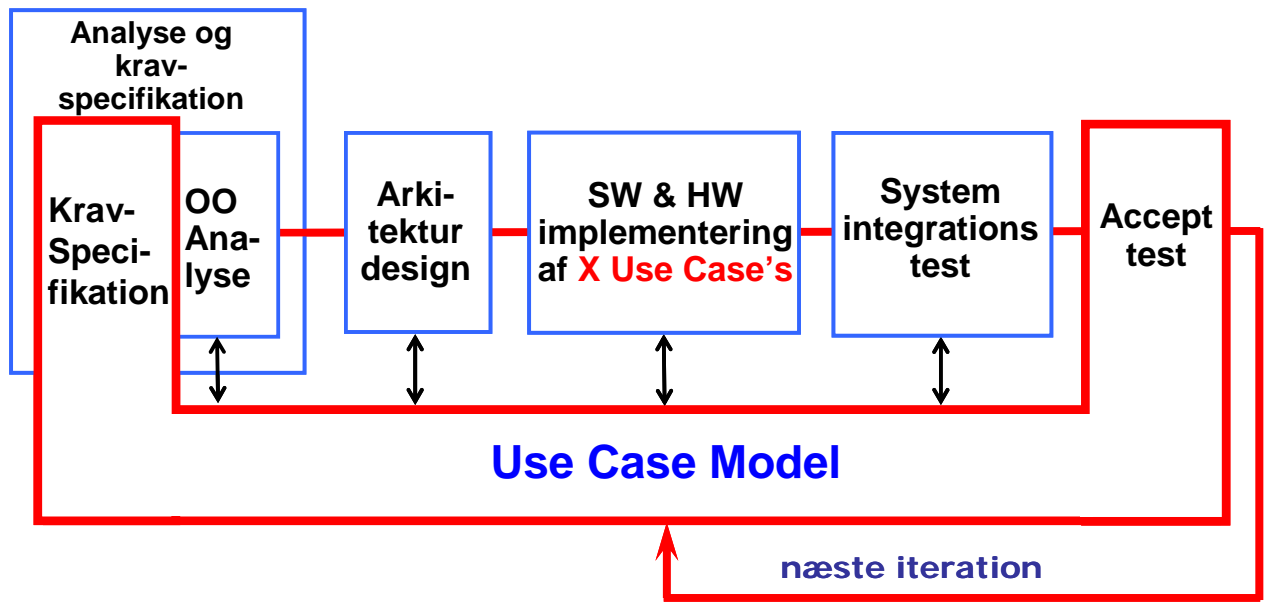 Analyse og
krav-
specifikation
Krav-
Speci-
fikation
OO
Ana-
lyse
Arki-
tektur
design
SW & HW
implementering
af X Use Case's
System
integrations
test
Accept
test
Use Case Model
næste iteration